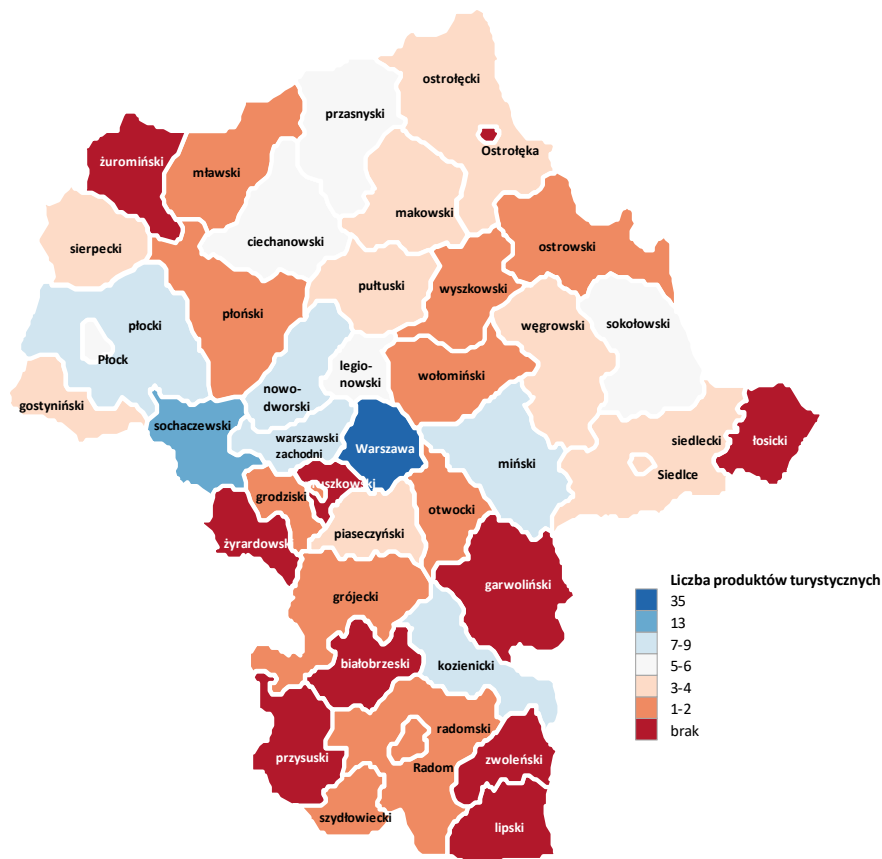 ostrołęcki
przasnyski
Ostrołęka
żuromiński
mławski
makowski
ciechanowski
sierpecki
ostrowski
pułtuski
wyszkowski
płoński
płocki
Płock
węgrowski
sokołowski
legio-
nowski
wołomiński
nowo-
dworski
gostyniński
sochaczewski
warszawski
zachodni
Warszawa
miński
siedlecki
Siedlce
łosicki
uszkowski
grodziski
otwocki
żyrardowsk
piaseczyński
garwoliński
grójecki
białobrzeski
kozienicki
radomski
Radom
przysuski
zwoleński
szydłowiecki
lipski
Liczba produktów turystycznych
35
13
7-9
5-6
3-4
1-2
brak